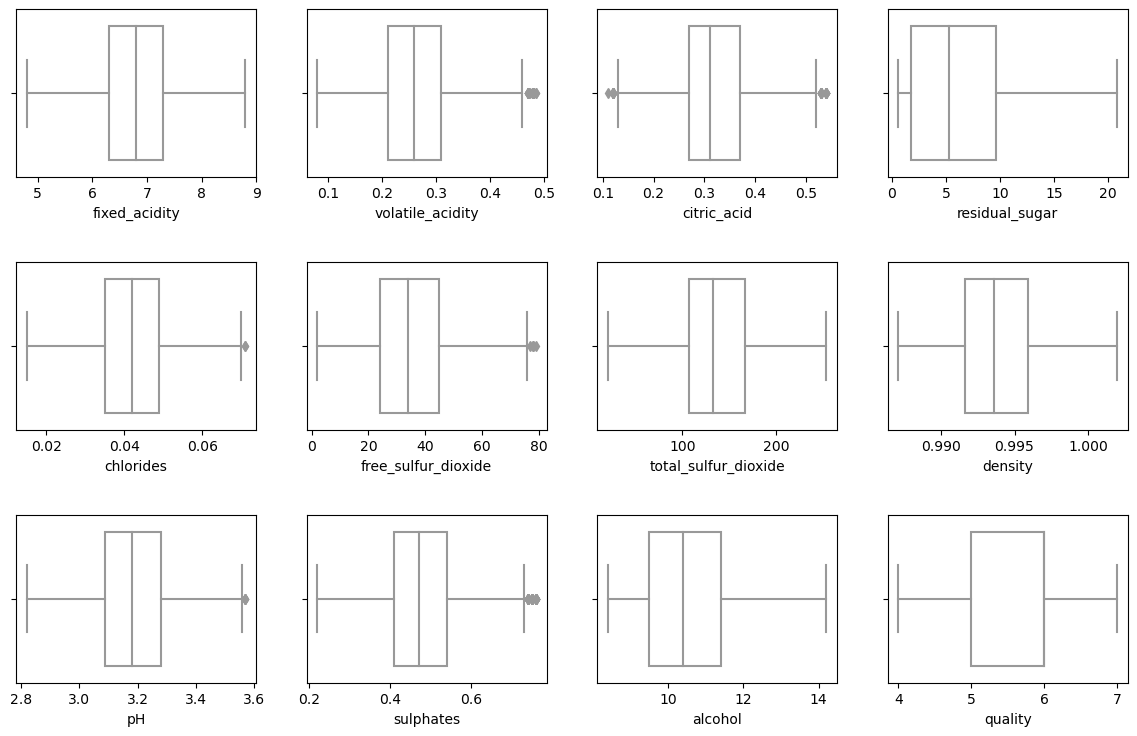 5 6 7 8 9
fixed_acidity
0.1 0.2 0.3 0.4 0.5
volatile_acidity
0.1 0.2 0.3 0.4 0.5
citric_acid
0 5 10 15 20
residual_sugar
0.02 0.04 0.06
chlorides
0 20 40 60 80
free_sulfur_dioxide
100 200
total_sulfur_dioxide
0.990 0.995 1.000
density
2.8 3.0 3.2 3.4 3.6
pH
0.2 0.4 0.6
sulphates
10 12 14
alcohol
4 5 6 7
quality